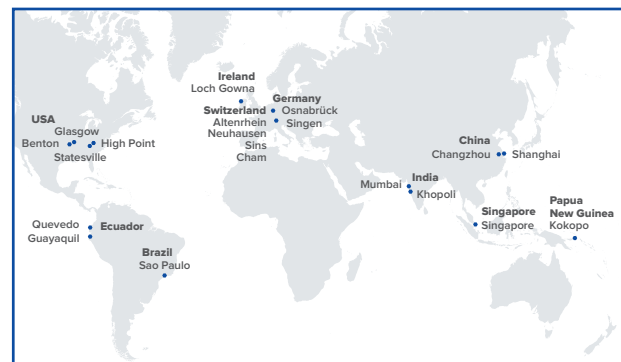 Ireland
Loch Gowna
Germany
Osnabrück
Singen
Switzerland
Altenrhein
Neuhausen
Sins
Cham
USA
Glasgow
Benton
High Point
Statesville
China
Changzhou
Shanghai
India
Mumbai
Khopoli
Papua
New Guinea
Kokopo
Singapore
Singapore
Quevedo
Ecuador
Guayaquil
Brazil
Sao Paulo